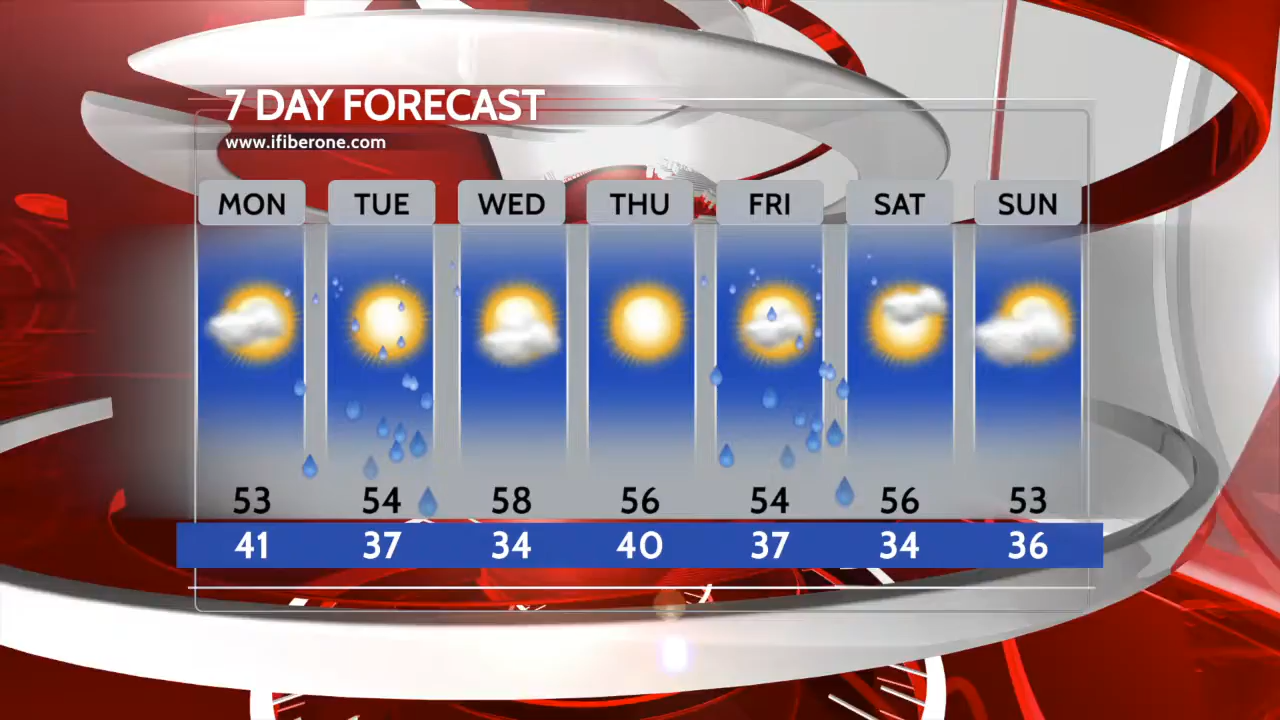 7 DAY FORECAST
www.ifiberone.com
MON TUE WED THU FRI SAT SUN
53 54 58 56 54 56 53
41 37 34 40 37 34 36